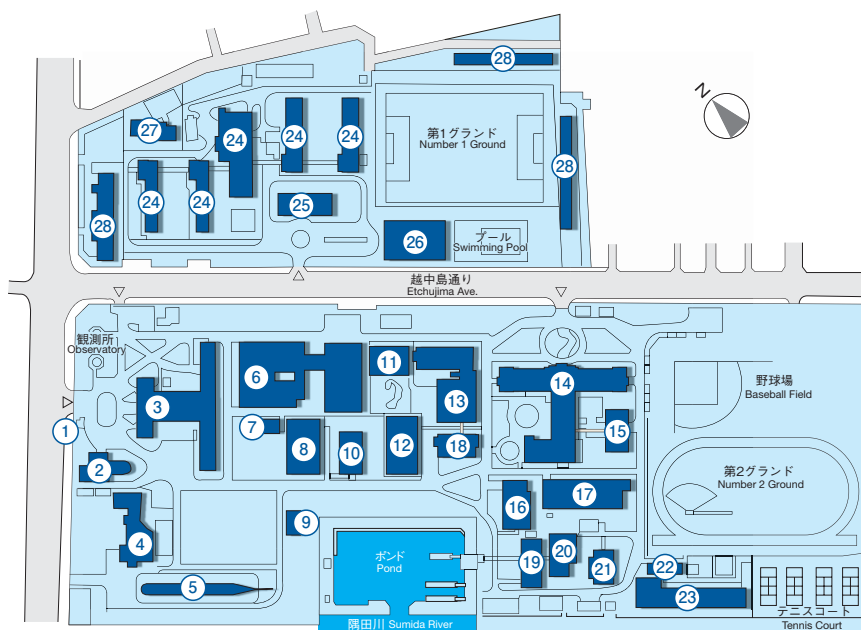 28
N
27
24
24
24
第1グランド
Number 1 Ground
28
24
24
25
28
26
プール
Swimming Pool
越中島通り
Etchujima Ave.
観測所
Observatory
6
11
14
野球場
Baseball Field
3
13
1
7
15
8
10
12
18
2
第2グランド
Number 2 Ground
16
17
4
9
ポンド
Pond
19
20
21
22
5
23
テニスコート
Tennis Court
隅田川 Sumida River